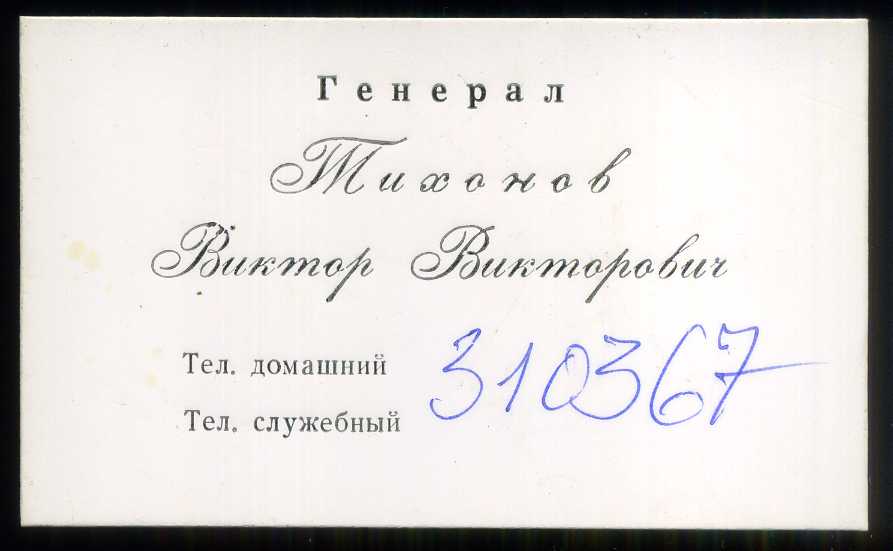 Генерал
Тихонов
Виктор Викторович
Тел. домашний
310367
Тел. служебный